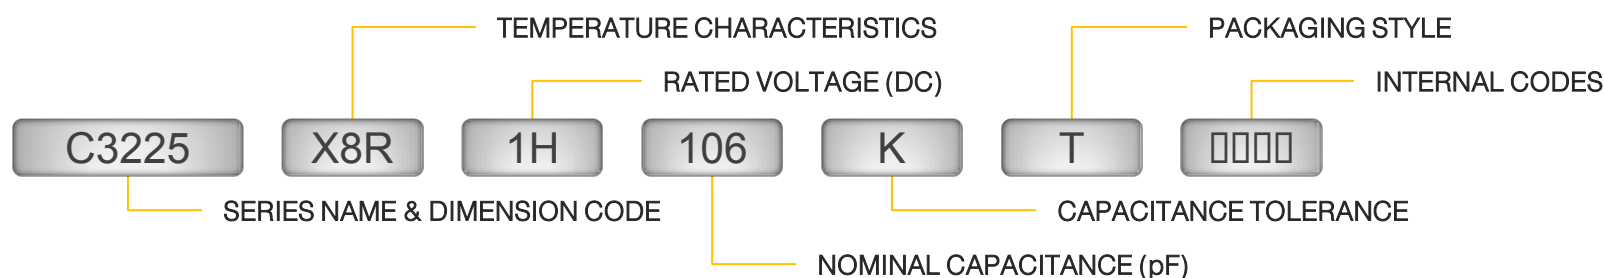 TEMPERATURE CHARACTERISTICS
PACKAGING STYLE
RATED VOLTAGE (DC)
INTERNAL CODES
C3225 X8R 1H 106 K T ▯▯▯▯
SERIES NAME & DIMENSION CODE
CAPACITANCE TOLERANCE
NOMINAL CAPACITANCE (pF)